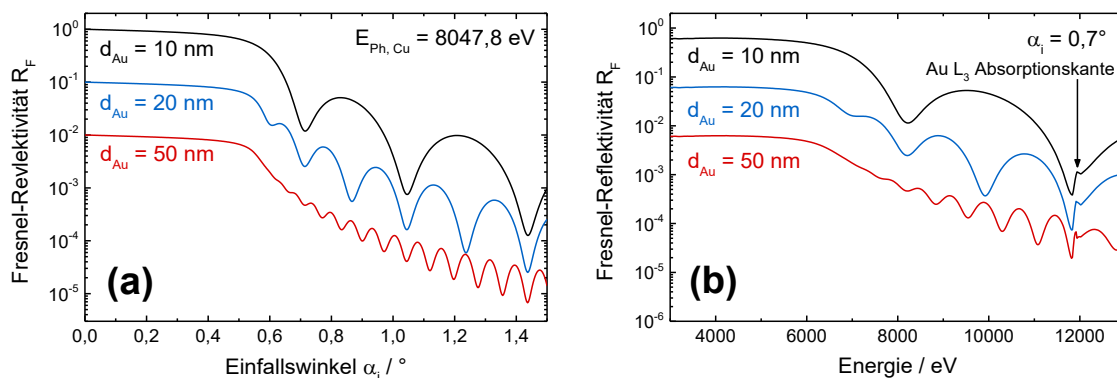 Fresnel-Revlektivität R_F
10⁰
10⁻¹
10⁻²
10⁻³
10⁻⁴
10⁻⁵
E_Ph, Cu = 8047,8 eV
d_Au = 10 nm
d_Au = 20 nm
d_Au = 50 nm
(a)
0,0 0,2 0,4 0,6 0,8 1,0 1,2 1,4
Einfallswinkel α_i / °
Fresnel-Reflektivität R_F
10⁰
10⁻¹
10⁻²
10⁻³
10⁻⁴
10⁻⁵
10⁻⁶
α_i = 0,7°
Au L₃ Absorptionskante
d_Au = 10 nm
d_Au = 20 nm
d_Au = 50 nm
(b)
4000 6000 8000 10000 12000
Energie / eV